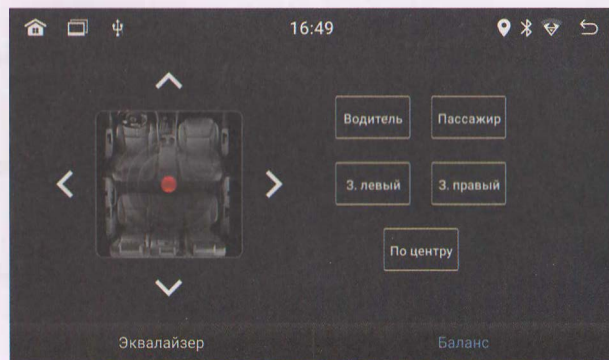 16:49
Водитель
Пассажир
З. левый
З. правый
По центру
Эквалайзер
Баланс